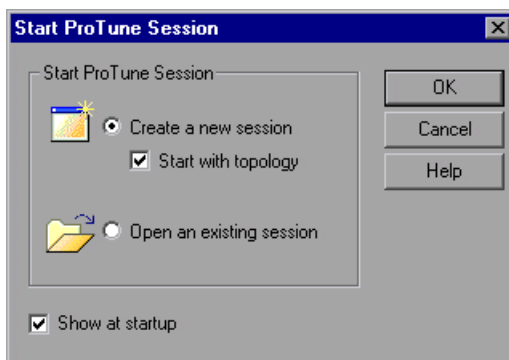 Start ProTune Session
Start ProTune Session
OK
Create a new session
Cancel
Start with topology
Help
Open an existing session
Show at startup